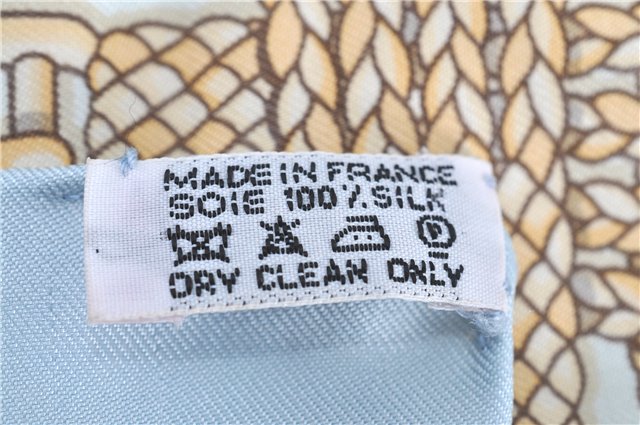 MADE IN FRANCE
SOIE 100% SILK
P
DRY CLEAN ONLY